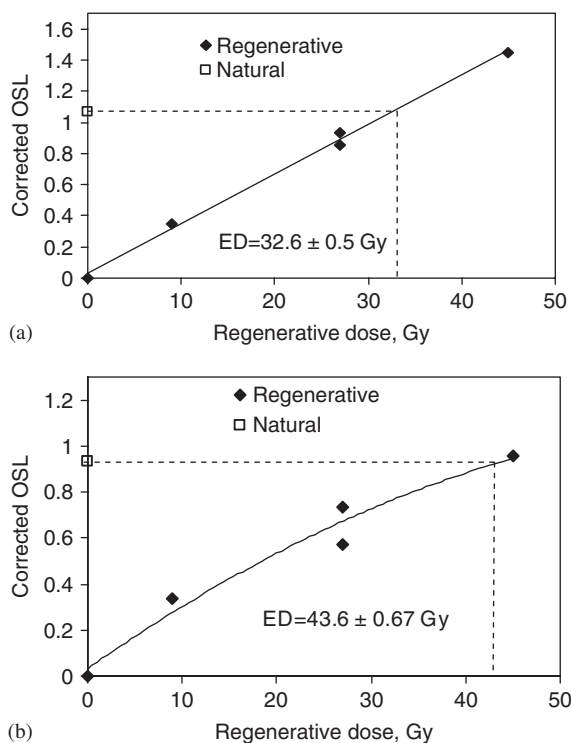 1.6
1.4
1.2
1
0.8
0.6
0.4
0.2
0
Corrected OSL
Regenerative
Natural
ED=32.6 ± 0.5 Gy
0 10 20 30 40 50
(a)
Regenerative dose, Gy
1.2
1
0.8
0.6
0.4
0.2
0
Corrected OSL
Regenerative
Natural
ED=43.6 ± 0.67 Gy
0 10 20 30 40 50
(b)
Regenerative dose, Gy